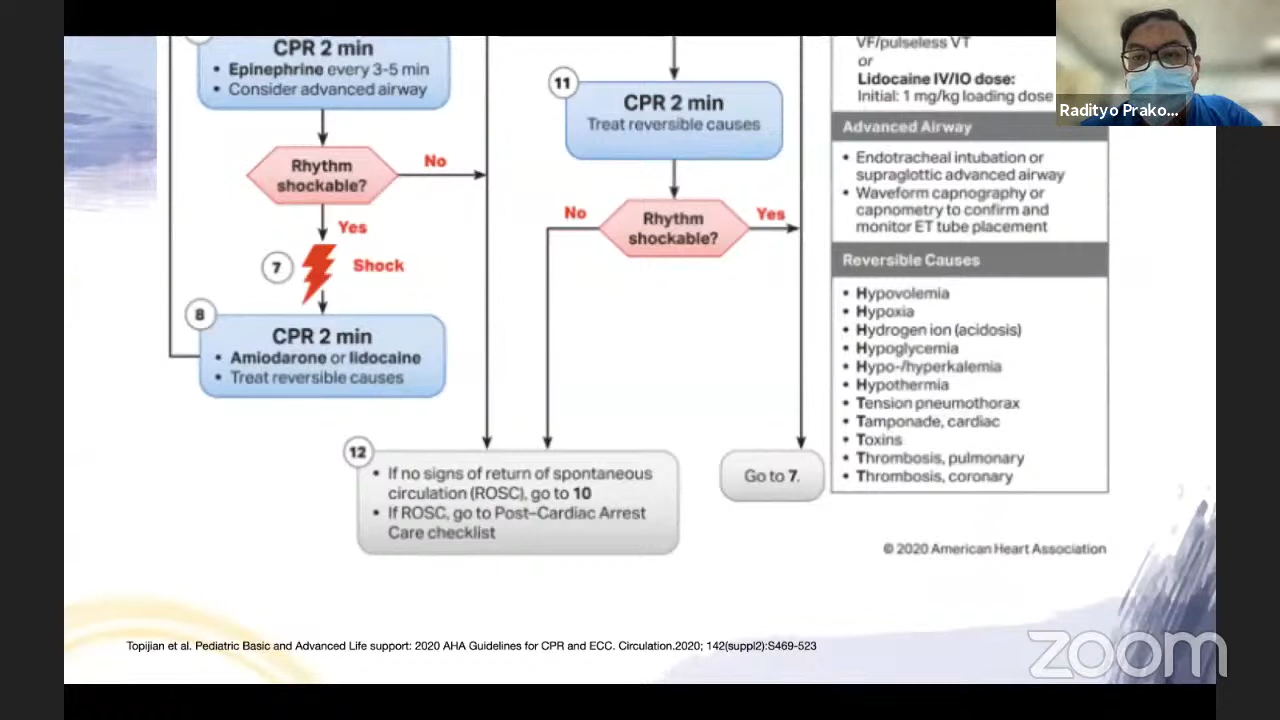 CPR 2 min
• Epinephrine every 3-5 min
• Consider advanced airway
Rhythm
shockable?
No
Yes
7
Shock
8
CPR 2 min
• Amiodarone or lidocaine
• Treat reversible causes
11
CPR 2 min
Treat reversible causes
Rhythm
shockable?
No
Yes
12
• If no signs of return of spontaneous
circulation (ROSC), go to 10
• If ROSC, go to Post–Cardiac Arrest
Care checklist
Go to 7.
VF/pulseless VT
or
Lidocaine IV/IO dose:
Initial: 1 mg/kg loading dose
Advanced Airway
• Endotracheal intubation or
supraglottic advanced airway
• Waveform capnography or
capnometry to confirm and
monitor ET tube placement
Reversible Causes
• Hypovolemia
• Hypoxia
• Hydrogen ion (acidosis)
• Hypoglycemia
• Hypo-/hyperkalemia
• Hypothermia
• Tension pneumothorax
• Tamponade, cardiac
• Toxins
• Thrombosis, pulmonary
• Thrombosis, coronary
© 2020 American Heart Association
Topijian et al. Pediatric Basic and Advanced Life support: 2020 AHA Guidelines for CPR and ECC. Circulation.2020; 142(suppl2):S469-523
Radityo Prako...
zoom